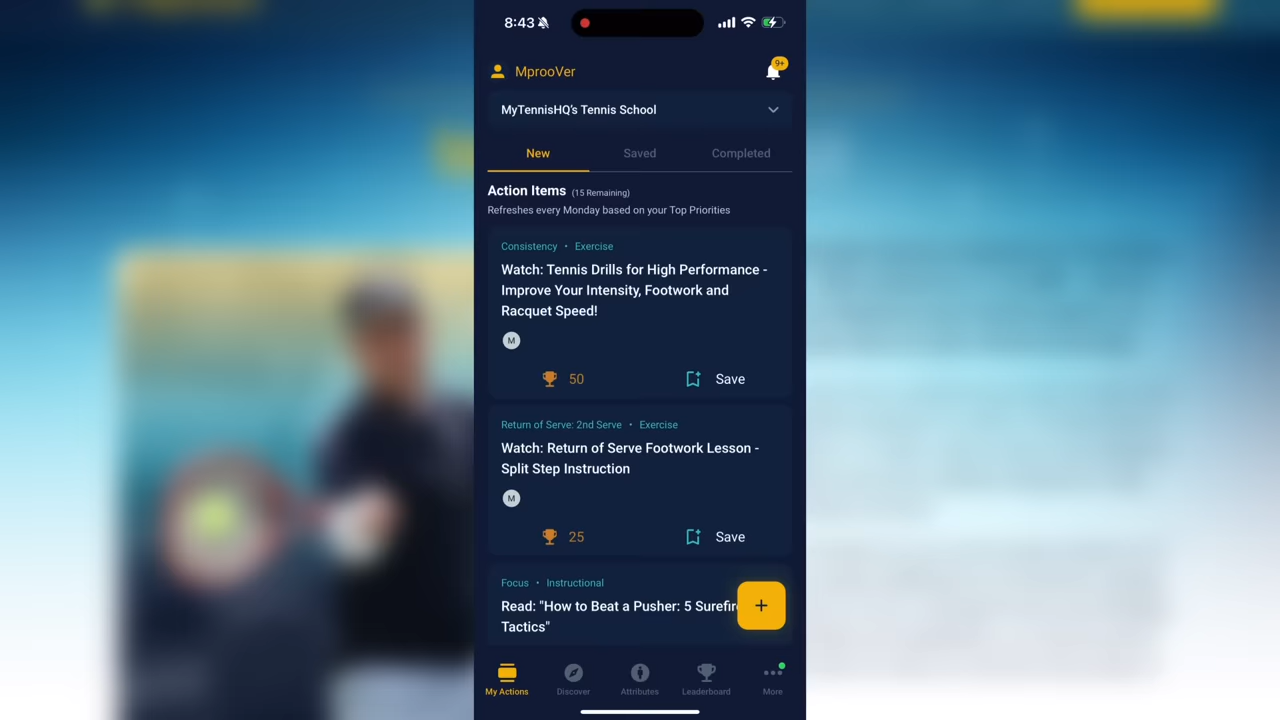 8:43
MprooVer
9+
MyTennisHQ's Tennis School
New Saved Completed
Action Items (15 Remaining)
Refreshes every Monday based on your Top Priorities
Consistency • Exercise
Watch: Tennis Drills for High Performance -
Improve Your Intensity, Footwork and
Racquet Speed!
M
50 Save
Return of Serve: 2nd Serve • Exercise
Watch: Return of Serve Footwork Lesson -
Split Step Instruction
M
25 Save
Focus • Instructional
Read: "How to Beat a Pusher: 5 Surefir
Tactics"
+
My Actions Discover Attributes Leaderboard More